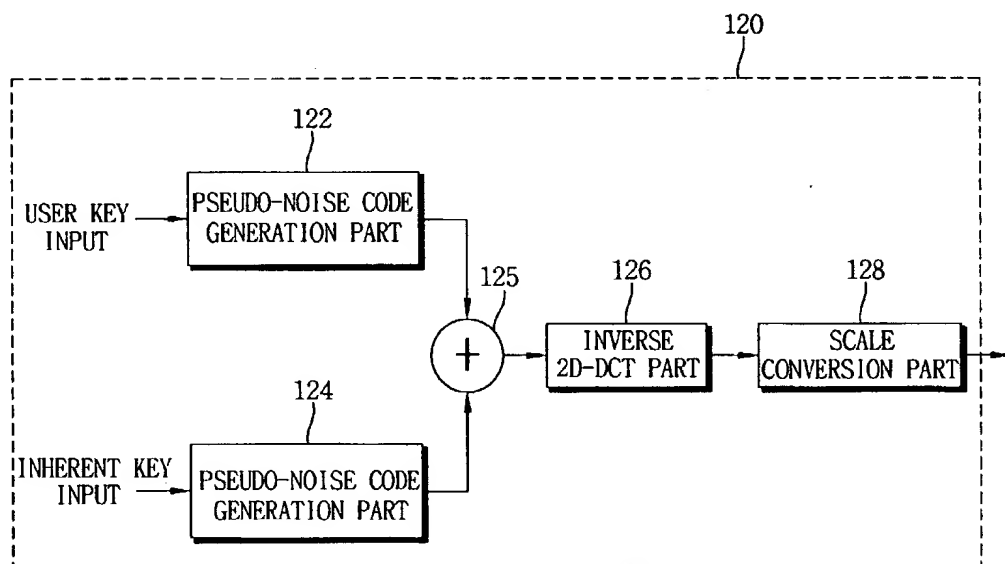 120
122
USER KEY
INPUT
PSEUDO-NOISE CODE
GENERATION PART
125
+
126
INVERSE
2D-DCT PART
128
SCALE
CONVERSION PART
124
INHERENT KEY
INPUT
PSEUDO-NOISE CODE
GENERATION PART